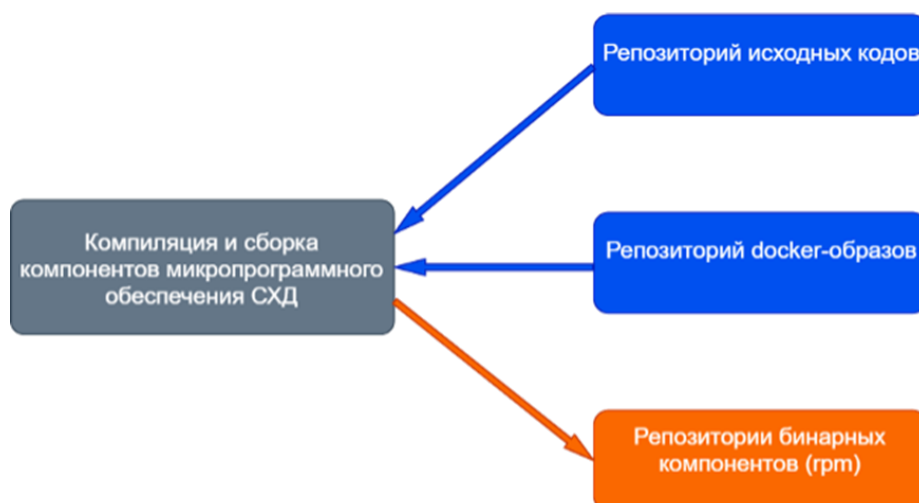 Репозиторий исходных кодов
Компиляция и сборка
компонентов микропрограммного
обеспечения СХД
Репозиторий docker-образов
Репозитории бинарных
компонентов (rpm)